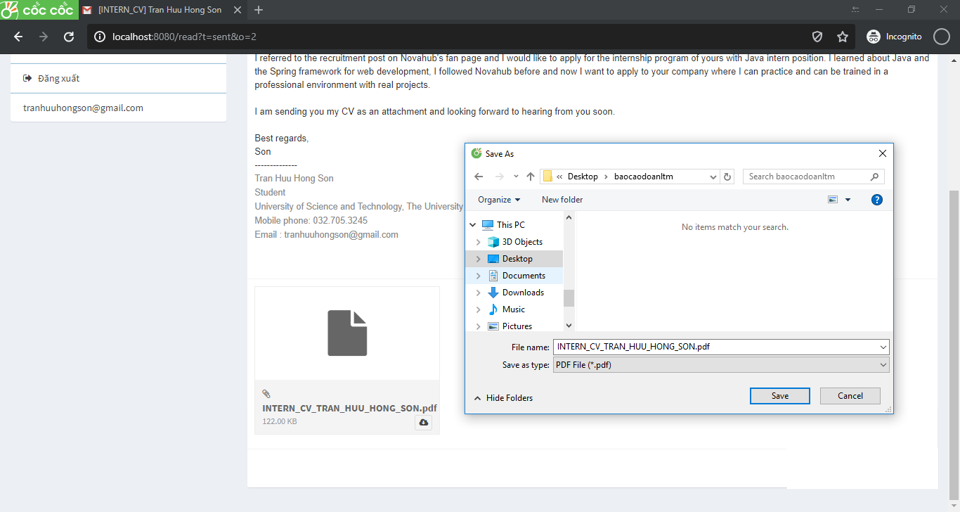 cốc cốc
[INTERN_CV] Tran Huu Hong Son
localhost:8080/read?t=sent&o=2
Incognito
Đăng xuất
tranhuuhongson@gmail.com
I referred to the recruitment post on Novahub's fan page and I would like to apply for the internship program of yours with Java intern position. I learned about Java and
the Spring framework for web development, I followed Novahub before and now I want to apply to your company where I can practice and can be trained in a
professional environment with real projects.
I am sending you my CV as an attachment and looking forward to hearing from you soon.
Best regards,
Son
--------------
Tran Huu Hong Son
Student
University of Science and Technology, The University
Mobile phone: 032.705.3245
Email : tranhuuhongson@gmail.com
INTERN_CV_TRAN_HUU_HONG_SON.pdf
122.00 KB
Save As
« Desktop › baocaodoanltm
Search baocaodoanltm
Organize
New folder
?
This PC
3D Objects
Desktop
Documents
Downloads
Music
Pictures
No items match your search.
File name: INTERN_CV_TRAN_HUU_HONG_SON.pdf
Save as type: PDF File (*.pdf)
Hide Folders
Save
Cancel